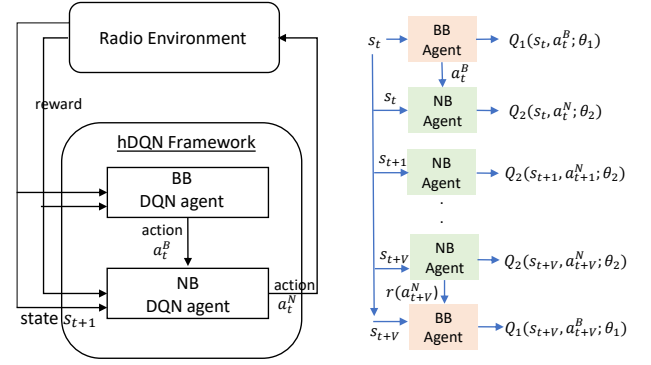 Radio Environment
reward
hDQN Framework
BB
DQN agent
action
a_t^B
NB
DQN agent
action
a_t^N
state s_{t+1}
s_t
BB
Agent
Q_1(s_t, a_t^B; θ_1)
a_t^B
s_t
NB
Agent
Q_2(s_t, a_t^N; θ_2)
s_{t+1}
NB
Agent
Q_2(s_{t+1}, a_{t+1}^N; θ_2)
.
.
s_{t+V}
NB
Agent
Q_2(s_{t+V}, a_{t+V}^N; θ_2)
r(a_{t+V}^N)
s_{t+V}
BB
Agent
Q_1(s_{t+V}, a_{t+V}^B; θ_1)